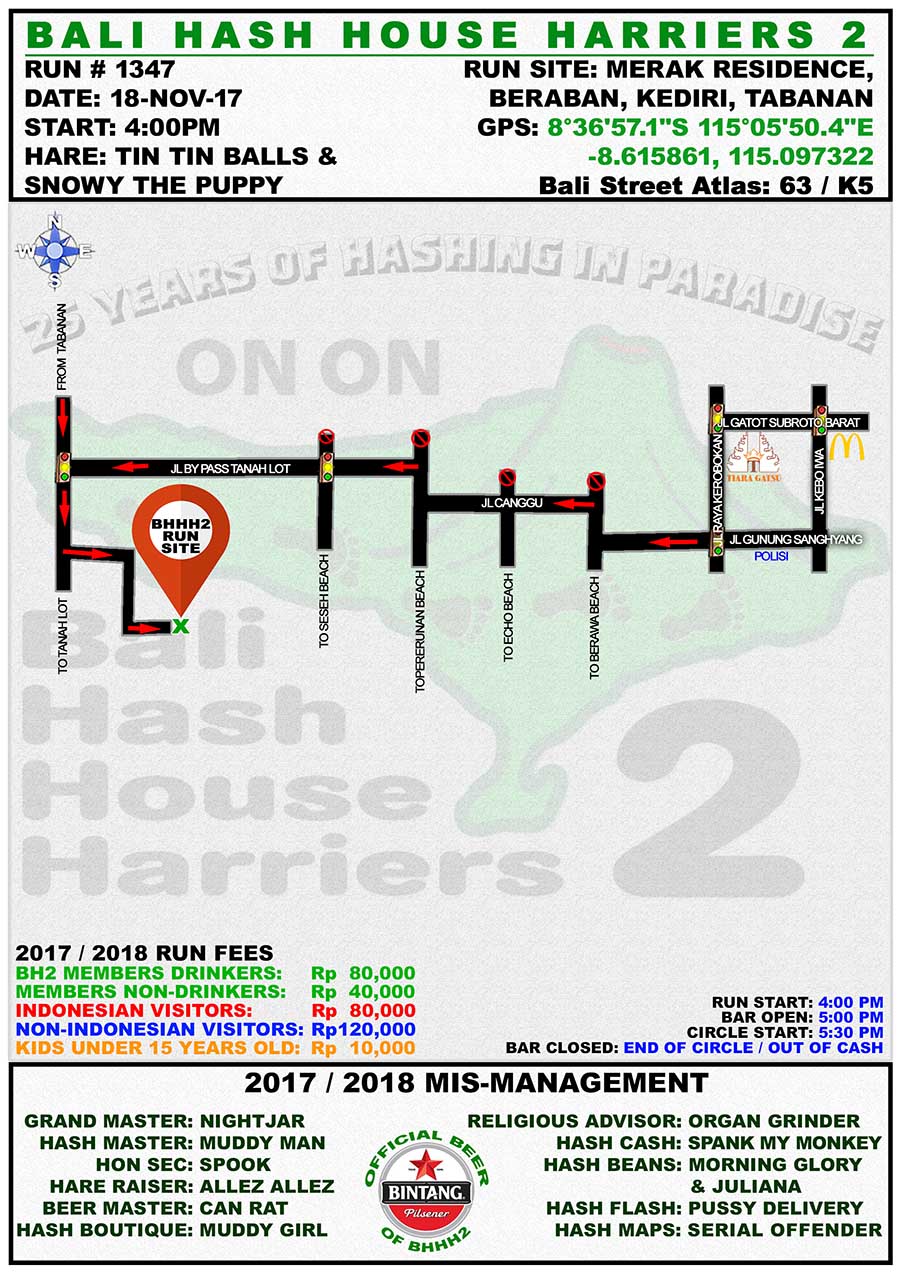 BALI HASH HOUSE HARRIERS 2
RUN # 1347
DATE: 18-NOV-17
START: 4:00PM
HARE: TIN TIN BALLS &
SNOWY THE PUPPY
RUN SITE: MERAK RESIDENCE,
BERABAN, KEDIRI, TABANAN
GPS: 8°36'57.1"S 115°05'50.4"E
-8.615861, 115.097322
Bali Street Atlas: 63 / K5
N
W E
S
25 YEARS OF HASHING IN PARADISE
ON ON
FROM TABANAN
JL BY PASS TANAH LOT
BHHH2
RUN
SITE
X
TO TANAH LOT
TO SESEH BEACH
TOPERERUNAN BEACH
JL CANGGU
TO ECHO BEACH
TO BERAWA BEACH
JL GATOT SUBROTO BARAT
TIARA GATSU
JL RAYA KEROBOKAN
JL KEBO IWA
JL GUNUNG SANGHYANG
POLISI
Bali
Hash
House
Harriers
2
2017 / 2018 RUN FEES
BH2 MEMBERS DRINKERS: Rp 80,000
MEMBERS NON-DRINKERS: Rp 40,000
INDONESIAN VISITORS: Rp 80,000
NON-INDONESIAN VISITORS: Rp120,000
KIDS UNDER 15 YEARS OLD: Rp 10,000
RUN START: 4:00 PM
BAR OPEN: 5:00 PM
CIRCLE START: 5:30 PM
BAR CLOSED: END OF CIRCLE / OUT OF CASH
2017 / 2018 MIS-MANAGEMENT
GRAND MASTER: NIGHTJAR
HASH MASTER: MUDDY MAN
HON SEC: SPOOK
HARE RAISER: ALLEZ ALLEZ
BEER MASTER: CAN RAT
HASH BOUTIQUE: MUDDY GIRL
OFFICIAL BEER
BINTANG
Pilsener
OF BHHH2
RELIGIOUS ADVISOR: ORGAN GRINDER
HASH CASH: SPANK MY MONKEY
HASH BEANS: MORNING GLORY
& JULIANA
HASH FLASH: PUSSY DELIVERY
HASH MAPS: SERIAL OFFENDER